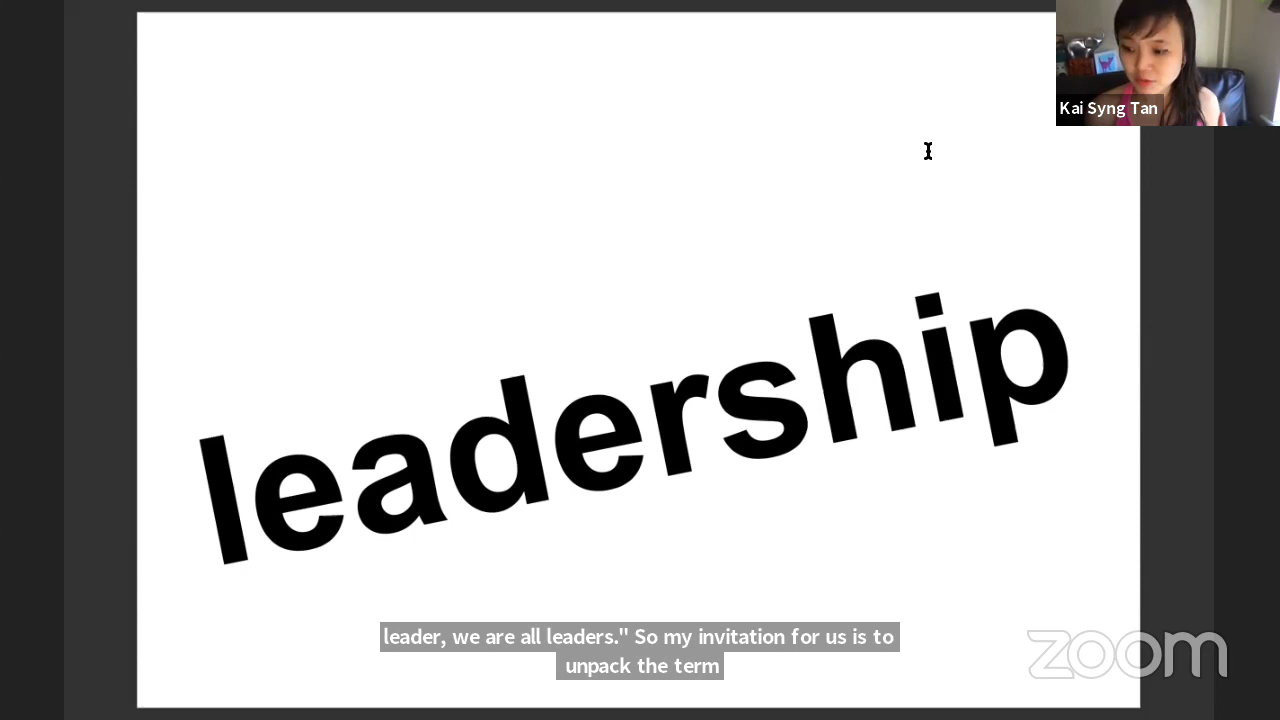 Kai Syng Tan
leadership
leader, we are all leaders." So my invitation for us is to
unpack the term
zoom